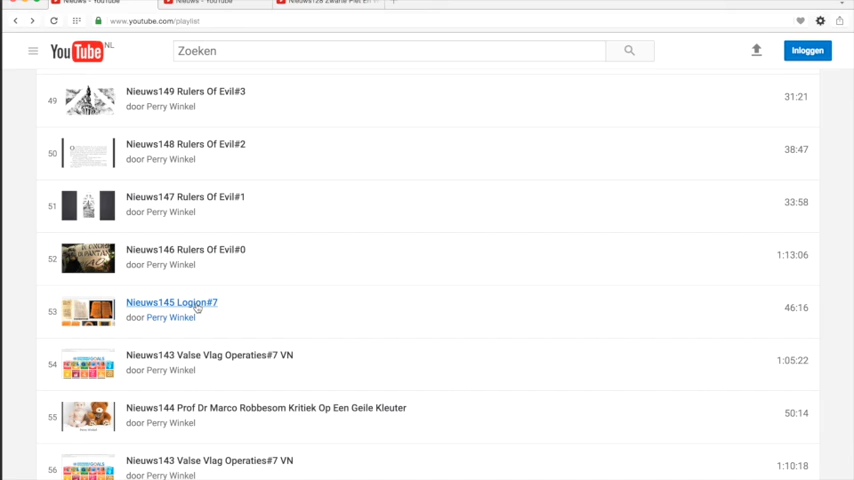 Nieuws - YouTube
Nieuws - YouTube
Nieuws128 Zwarte Piet En H
www.youtube.com/playlist
YouTube NL
Zoeken
Inloggen
49
Nieuws149 Rulers Of Evil#3
door Perry Winkel
31:21
50
Nieuws148 Rulers Of Evil#2
door Perry Winkel
38:47
51
Nieuws147 Rulers Of Evil#1
door Perry Winkel
33:58
52
Nieuws146 Rulers Of Evil#0
door Perry Winkel
1:13:06
53
Nieuws145 Logion#7
door Perry Winkel
46:16
54
Nieuws143 Valse Vlag Operaties#7 VN
door Perry Winkel
1:05:22
55
Nieuws144 Prof Dr Marco Robbesom Kritiek Op Een Geile Kleuter
door Perry Winkel
50:14
56
Nieuws143 Valse Vlag Operaties#7 VN
door Perry Winkel
1:10:18